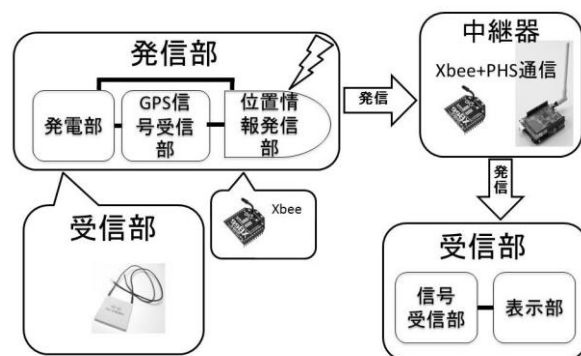 発信部
発電部
GPS信
号受信
部
位置情
報発信
部
発信
中継器
Xbee+PHS通信
発信
受信部
Xbee
受信部
信号
受信部
表示部